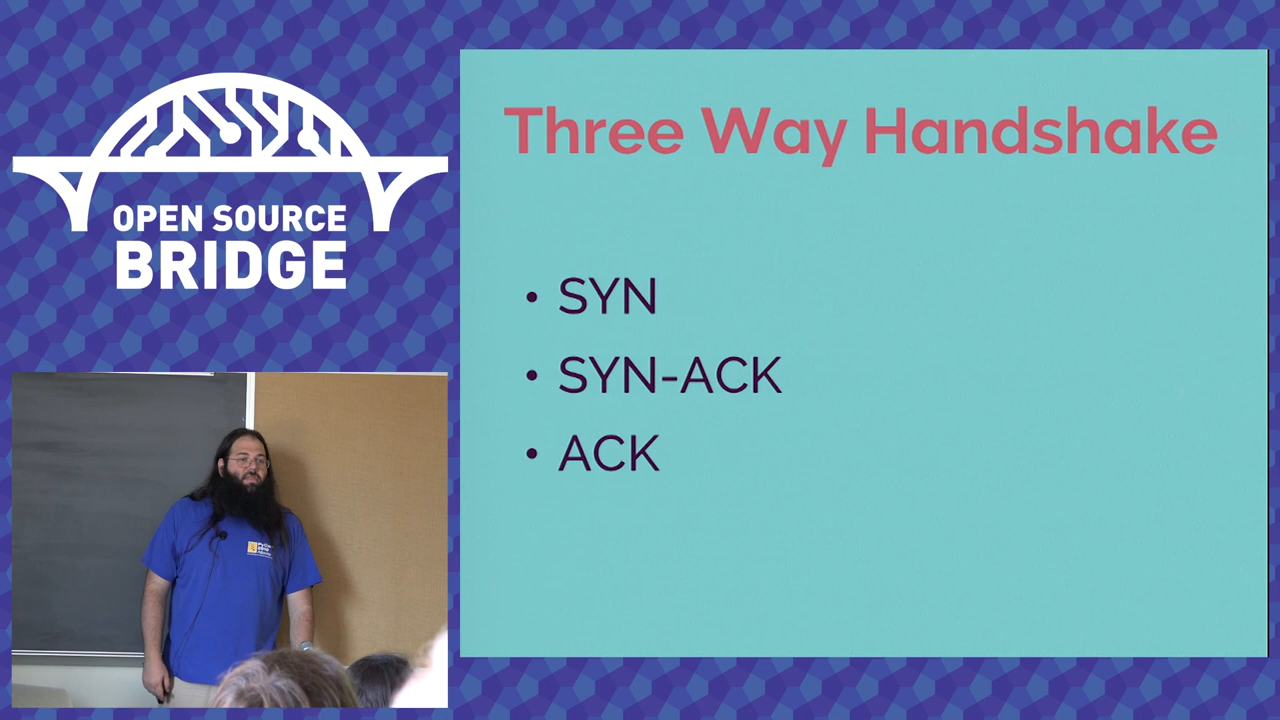 OPEN SOURCE
BRIDGE
Three Way Handshake
• SYN
• SYN-ACK
• ACK